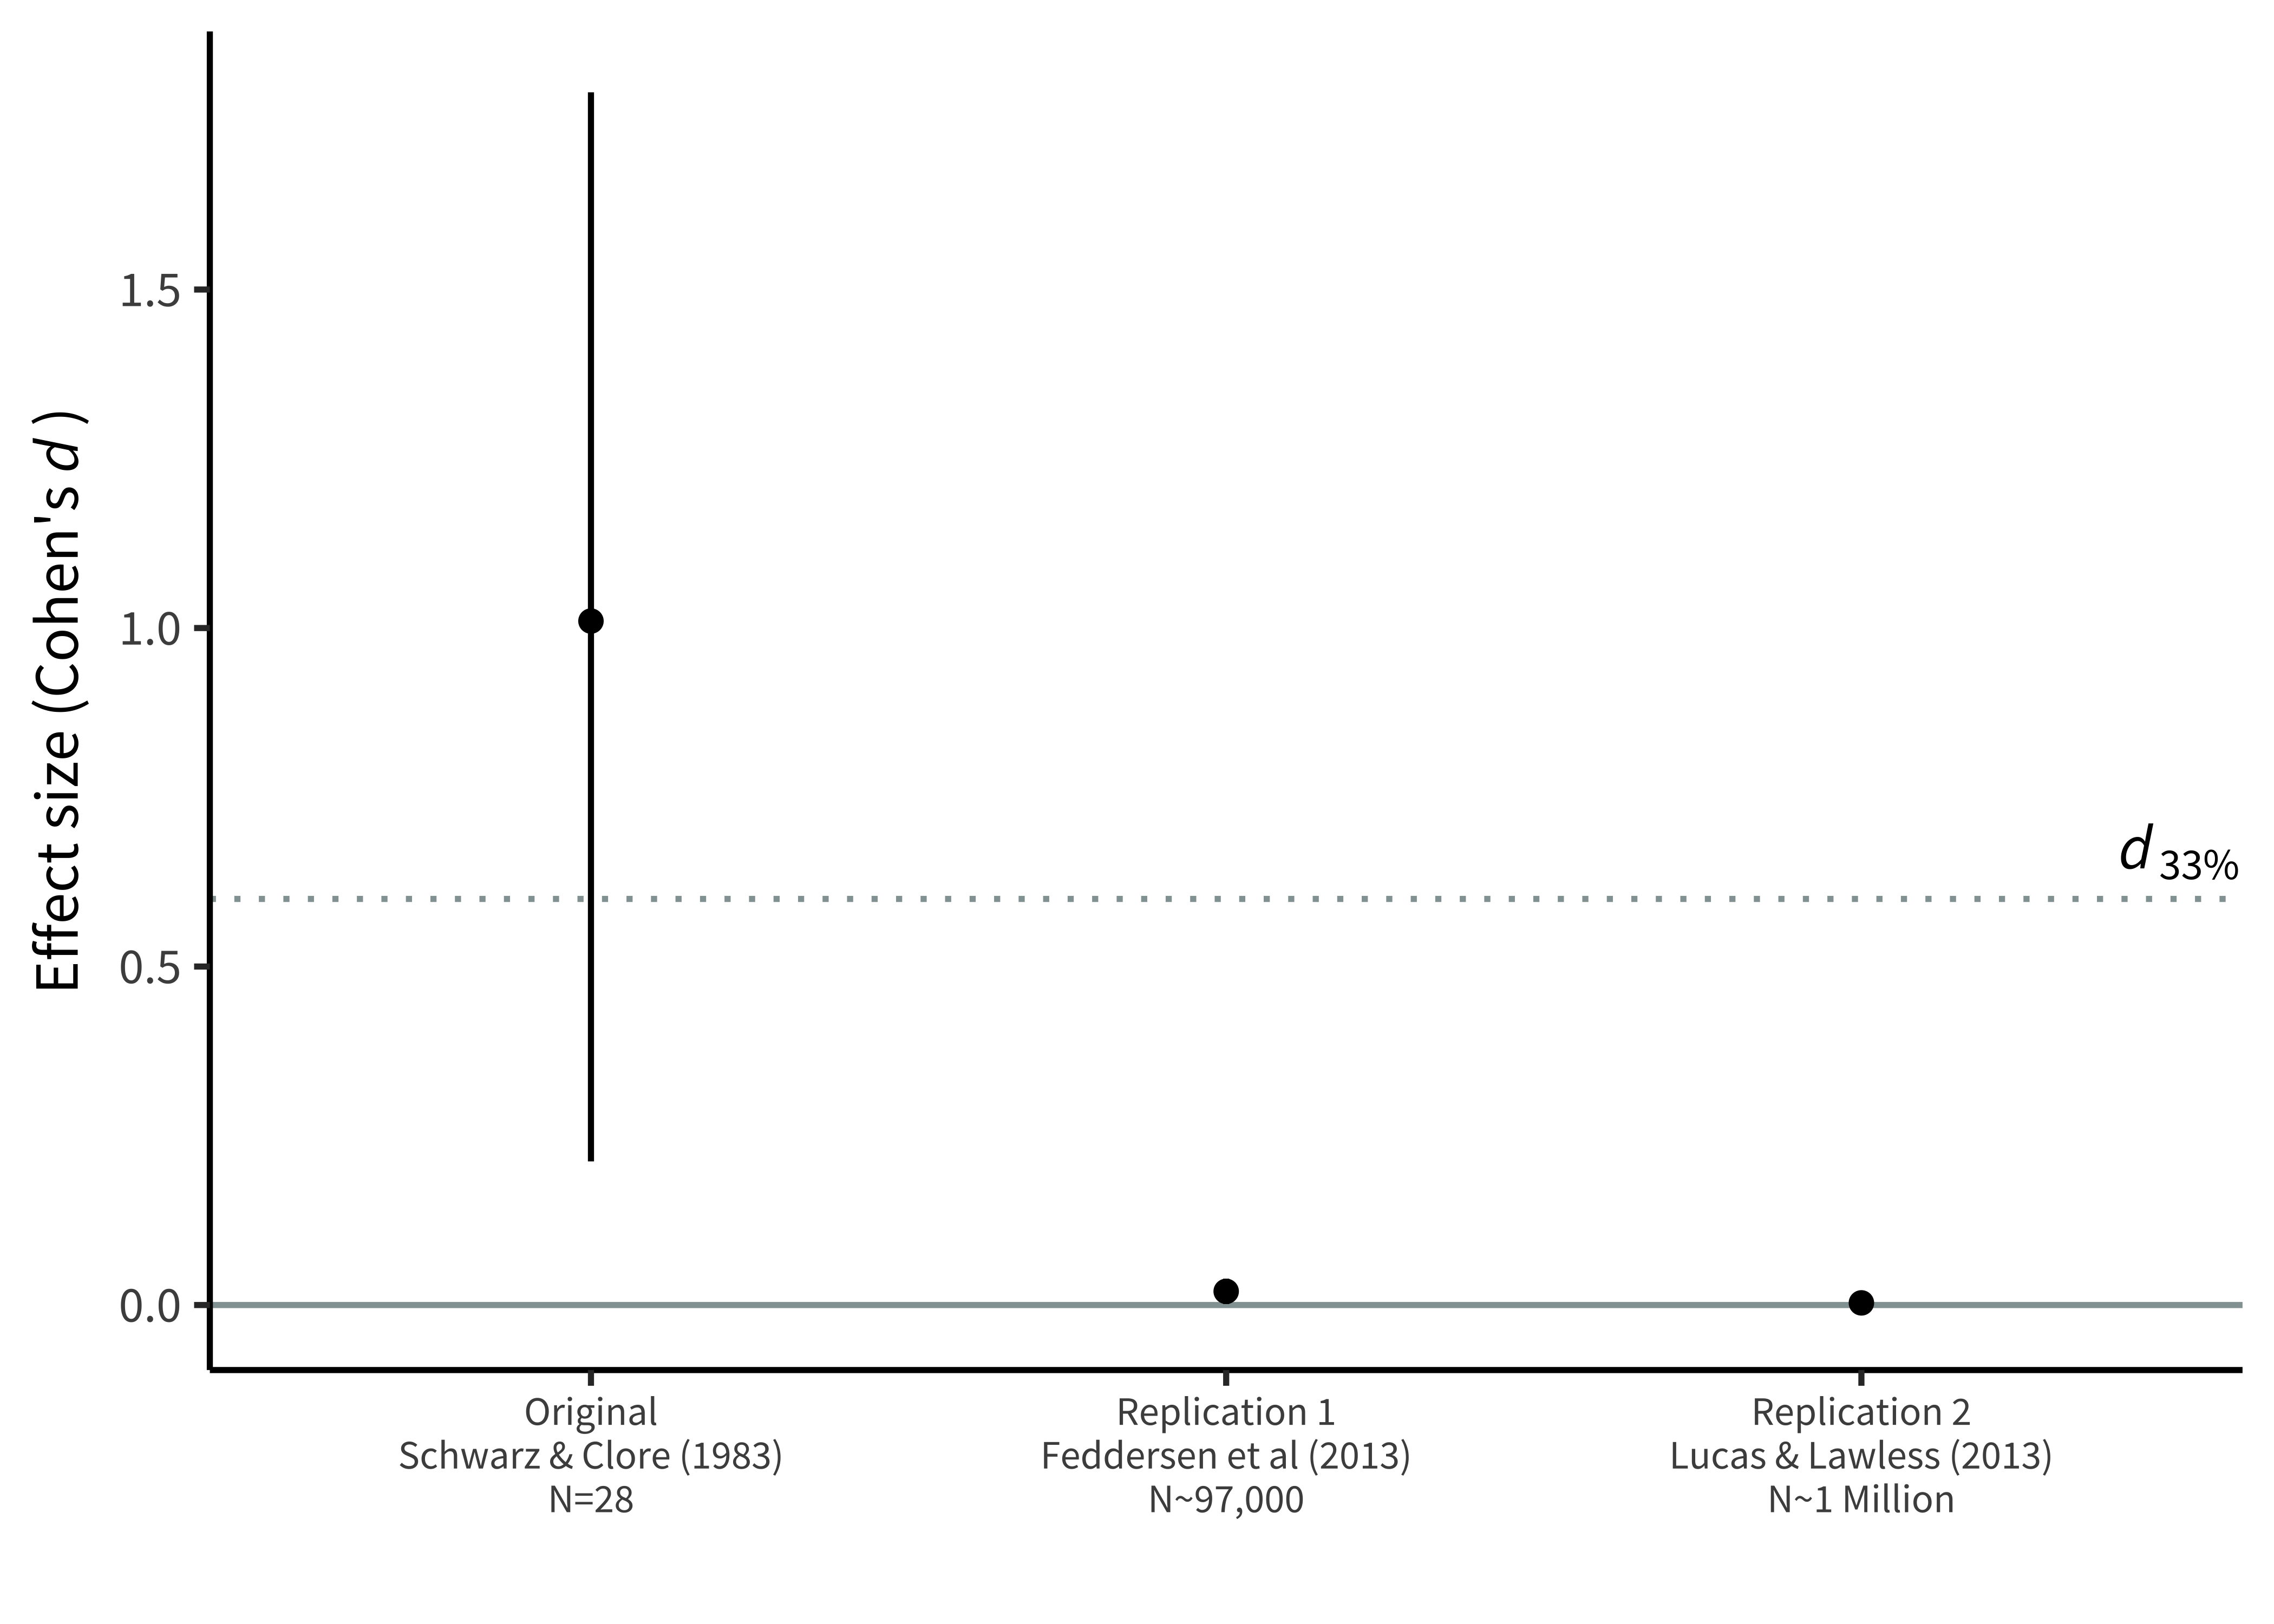 Effect size (Cohen's d )
1.5
1.0
0.5
0.0
d 33%
Original
Schwarz & Clore (1983)
N=28
Replication 1
Feddersen et al (2013)
N~97,000
Replication 2
Lucas & Lawless (2013)
N~1 Million